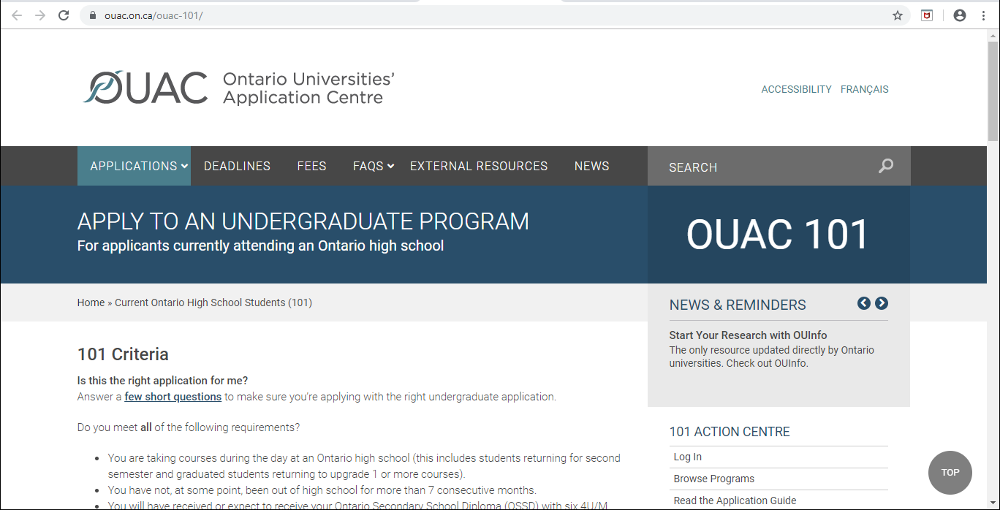 ouac.on.ca/ouac-101/
OUAC
Ontario Universities'
Application Centre
ACCESSIBILITY FRANÇAIS
APPLICATIONS DEADLINES FEES FAQS EXTERNAL RESOURCES NEWS SEARCH
APPLY TO AN UNDERGRADUATE PROGRAM
For applicants currently attending an Ontario high school
OUAC 101
Home » Current Ontario High School Students (101)
NEWS & REMINDERS
Start Your Research with OUInfo
The only resource updated directly by Ontario
universities. Check out OUInfo.
101 Criteria
Is this the right application for me?
Answer a few short questions to make sure you're applying with the right undergraduate application.
Do you meet all of the following requirements?
• You are taking courses during the day at an Ontario high school (this includes students returning for second
semester and graduated students returning to upgrade 1 or more courses).
• You have not, at some point, been out of high school for more than 7 consecutive months.
• You will have received or expect to receive your Ontario Secondary School Diploma (OSSD) with six 4U/M
101 ACTION CENTRE
Log In
Browse Programs
Read the Application Guide
TOP